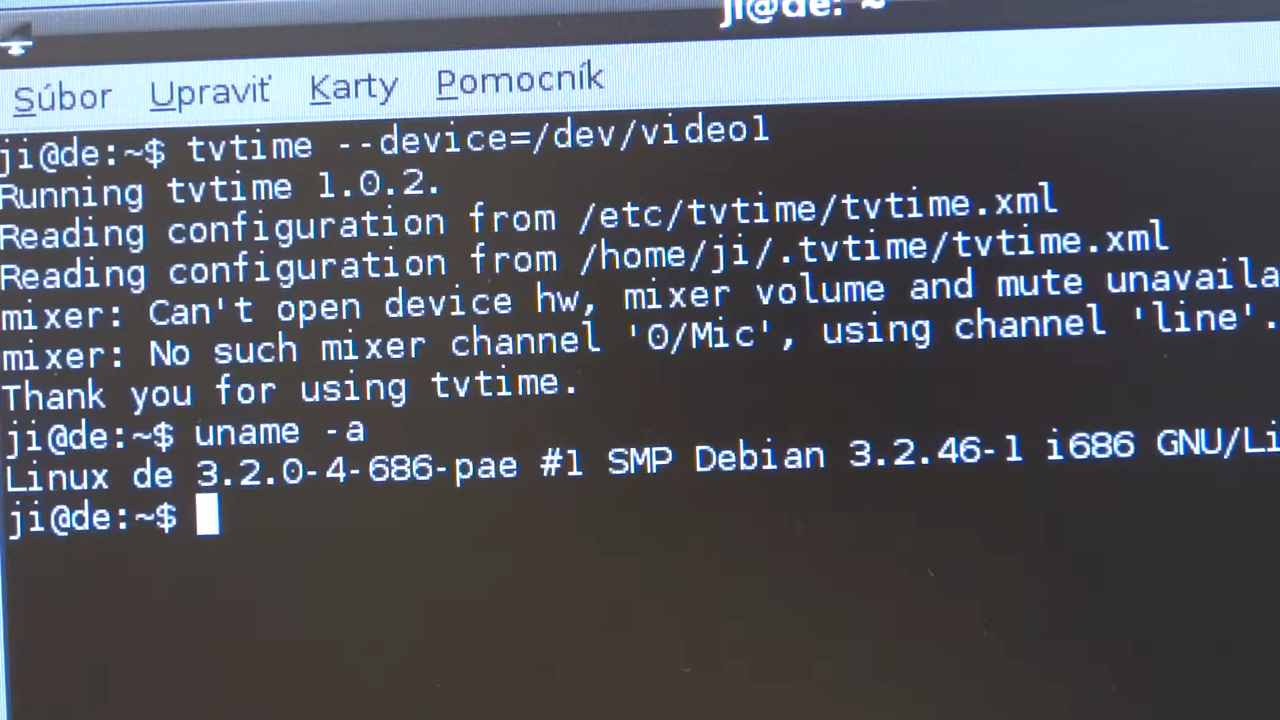 ji@de: ~
Súbor Upraviť Karty Pomocník
ji@de:~$ tvtime --device=/dev/video1
Running tvtime 1.0.2.
Reading configuration from /etc/tvtime/tvtime.xml
Reading configuration from /home/ji/.tvtime/tvtime.xml
mixer: Can't open device hw, mixer volume and mute unavaila
mixer: No such mixer channel '0/Mic', using channel 'line'.
Thank you for using tvtime.
ji@de:~$ uname -a
Linux de 3.2.0-4-686-pae #1 SMP Debian 3.2.46-1 i686 GNU/Li
ji@de:~$